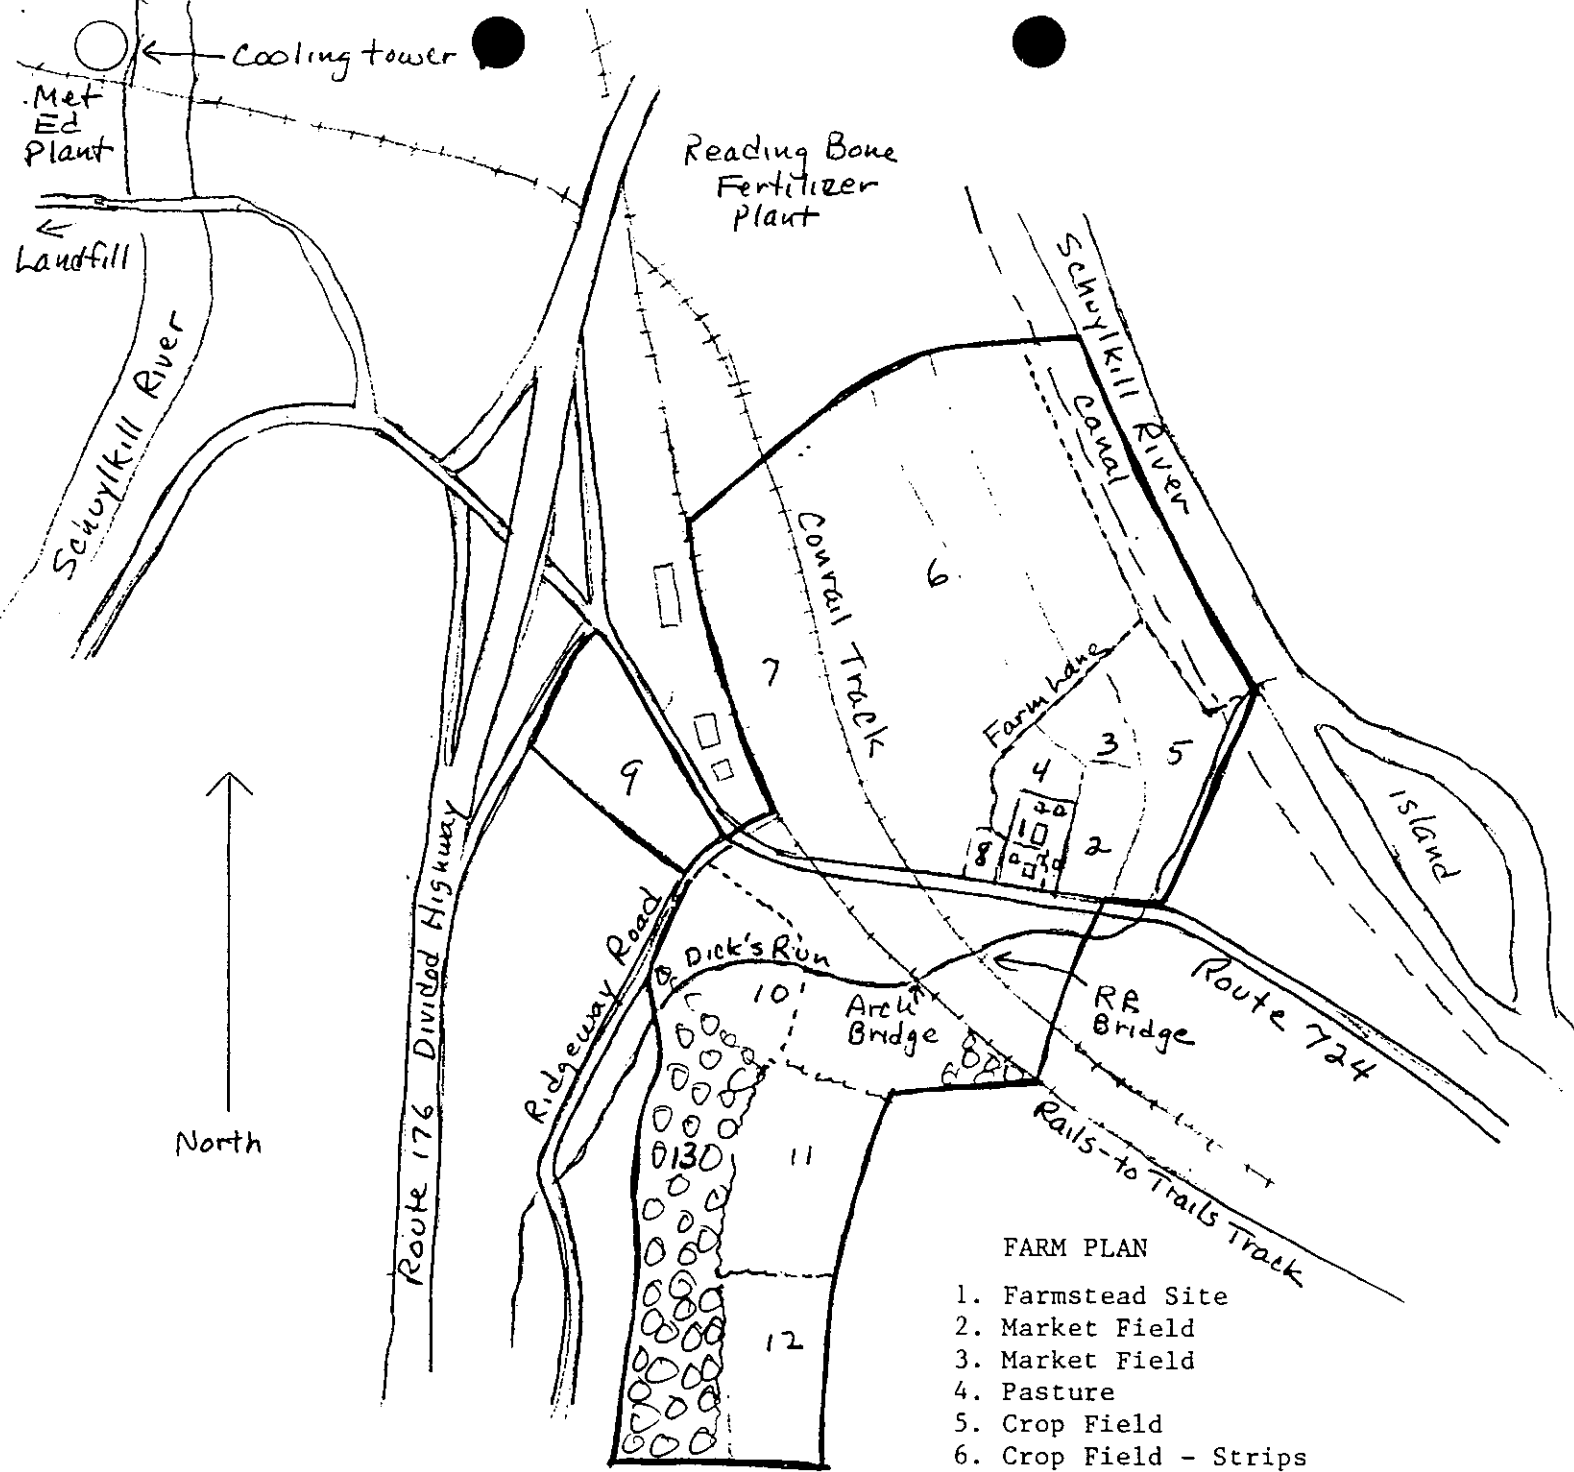 Cooling tower
Met
Ed
Plant
Reading Bone
Fertilizer
Plant
Landfill
Schuylkill River
Schuylkill River
Canal
Conrail Track
6
7
Farm Lane
3
5
4
9
2
8
1
Island
Route 176 Divided Highway
Ridgeway Road
Dick's Run
10
Arch
Bridge
RR
Bridge
Route 724
North
Rails-to Trails Track
13
11
12
FARM PLAN
1. Farmstead Site
2. Market Field
3. Market Field
4. Pasture
5. Crop Field
6. Crop Field - Strips